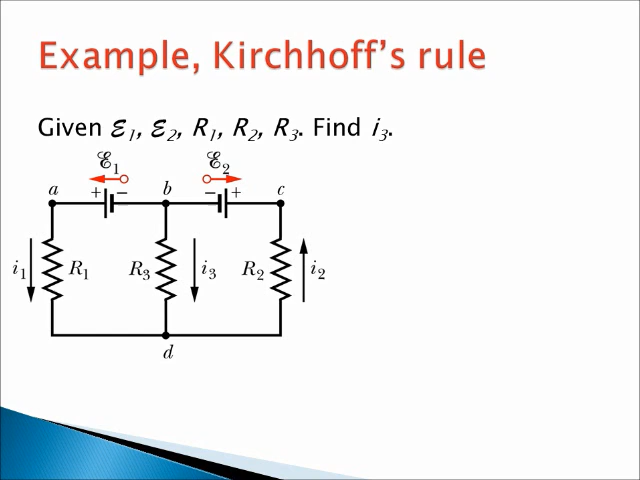 Example, Kirchhoff's rule
Given ℰ₁, ℰ₂, R₁, R₂, R₃. Find i₃.
ℰ₁ ℰ₂
a + − b − + c
i₁ R₁ R₃ i₃ R₂ i₂
d